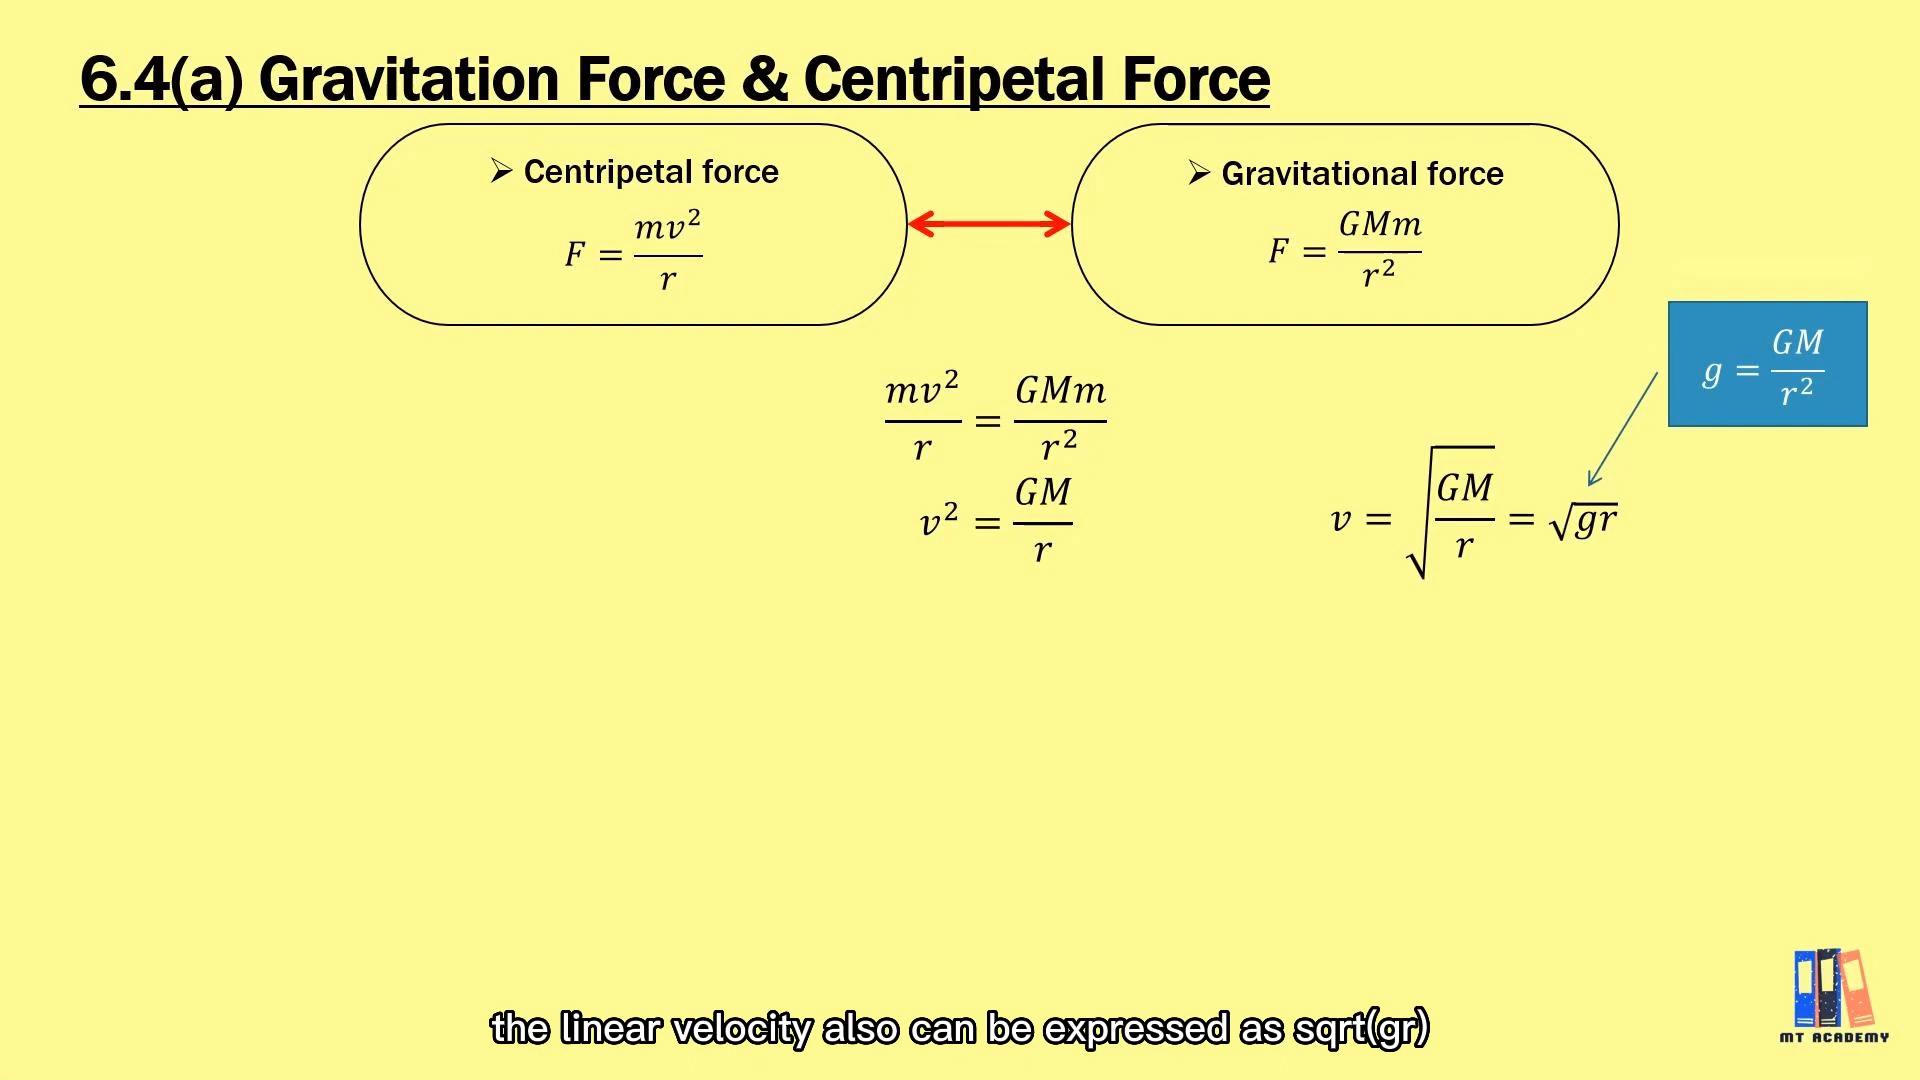 6.4(a) Gravitation Force & Centripetal Force
➢ Centripetal force
F = mv²/r
➢ Gravitational force
F = GMm/r²
g = GM/r²
mv²/r = GMm/r²
v² = GM/r
v = √(GM/r) = √gr
the linear velocity also can be expressed as sqrt(gr)
MT ACADEMY